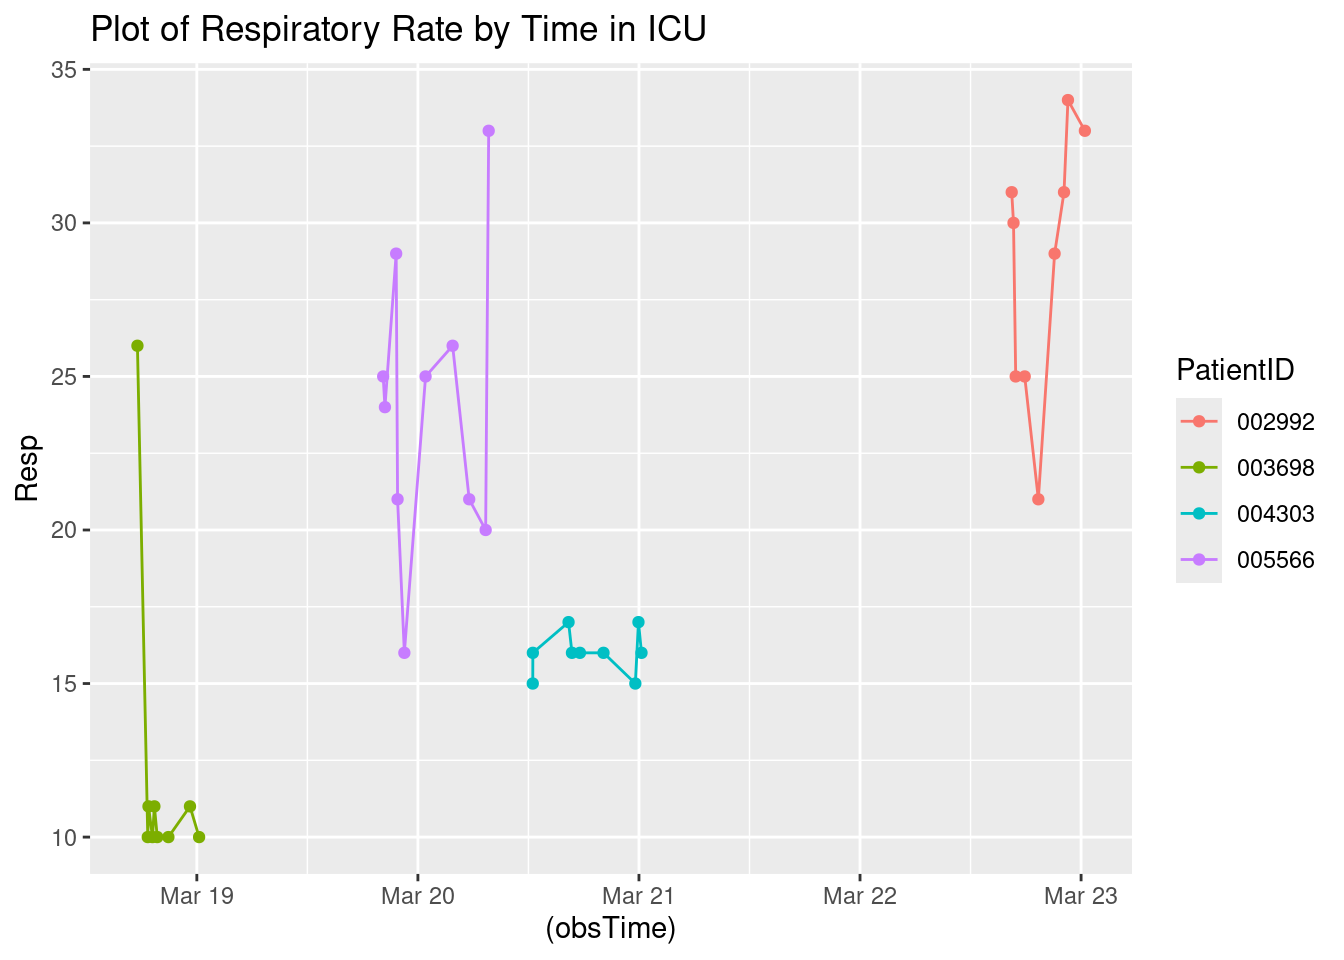 Plot of Respiratory Rate by Time in ICU
35
30
25
20
15
10
Resp
Mar 19 Mar 20 Mar 21 Mar 22 Mar 23
(obsTime)
PatientID
002992
003698
004303
005566